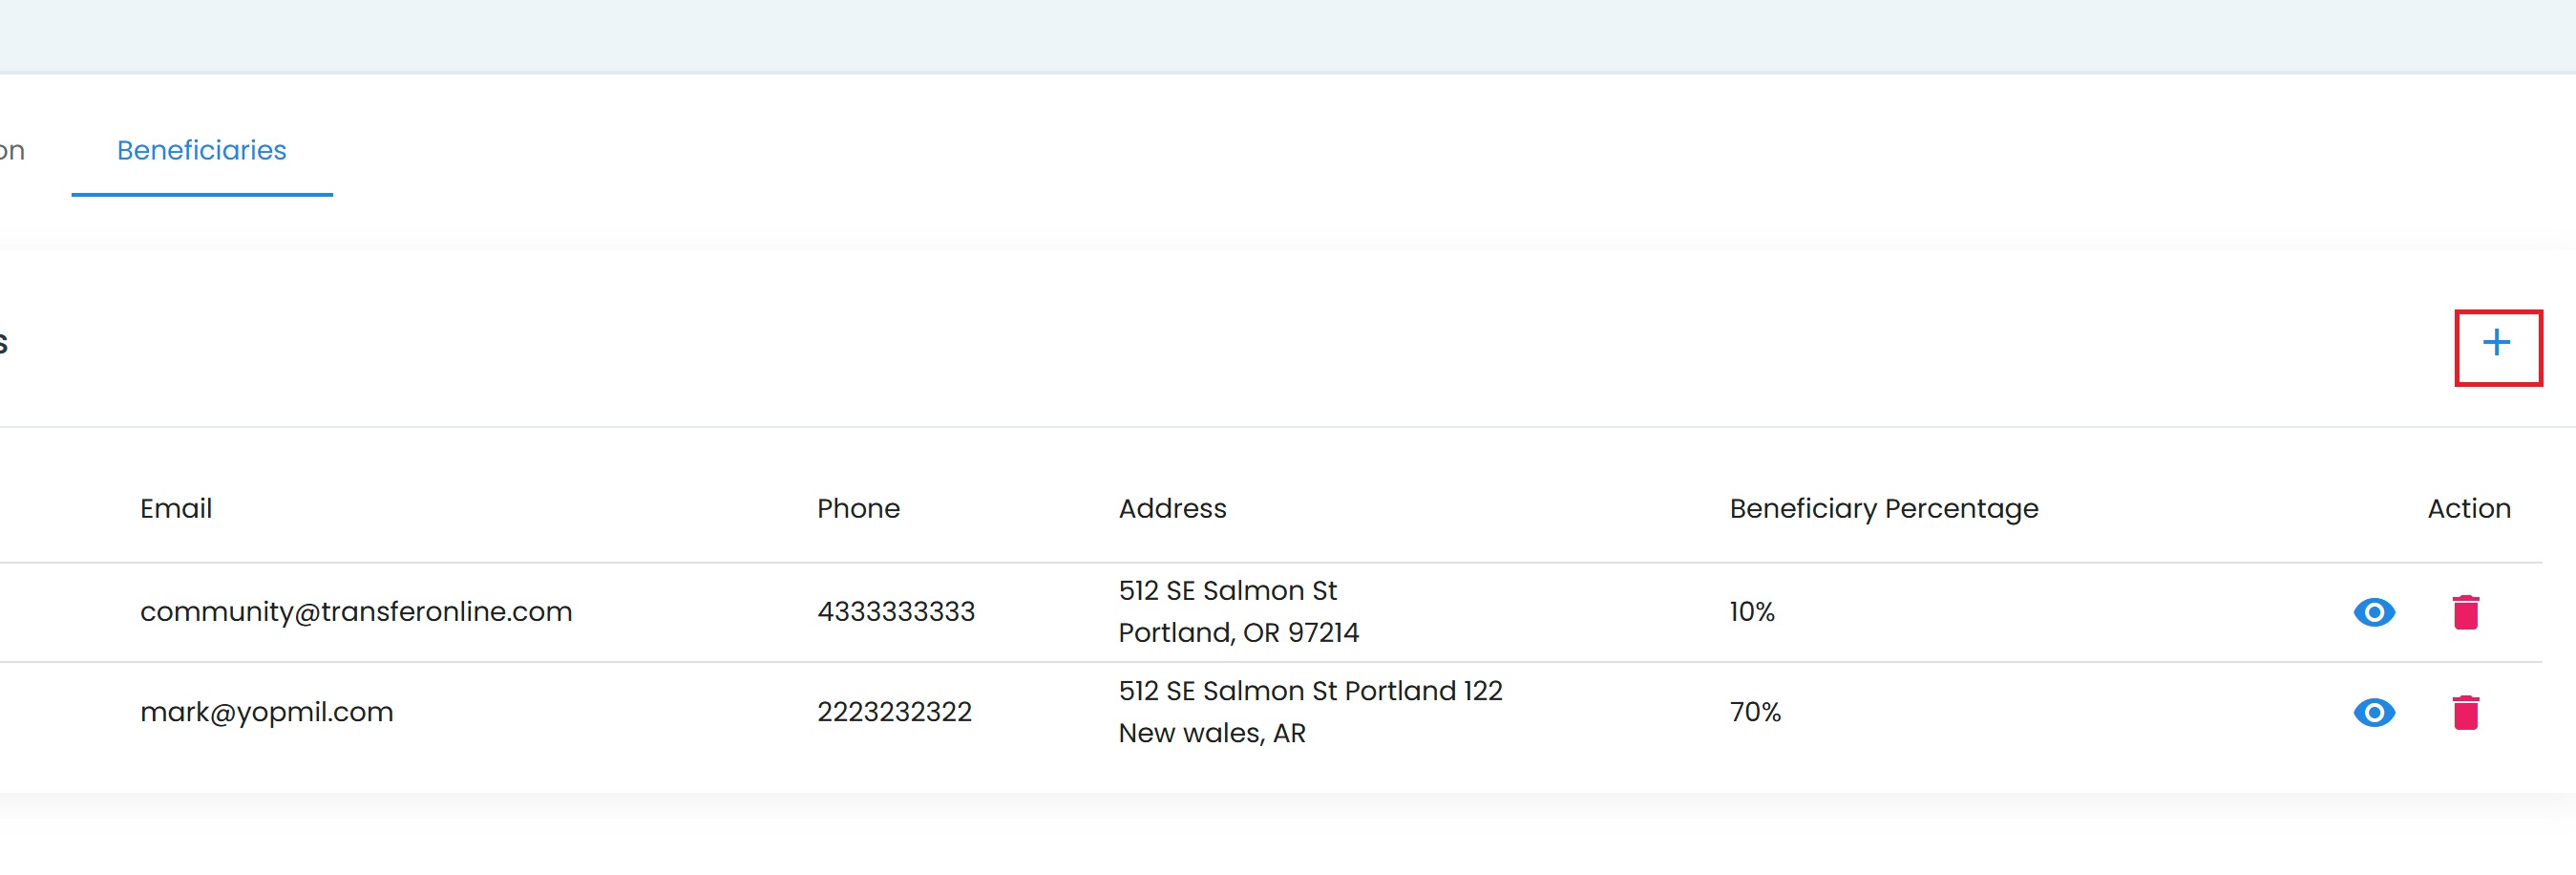 on Beneficiaries
s
Email Phone Address Beneficiary Percentage Action
community@transferonline.com 4333333333 512 SE Salmon St 10%
Portland, OR 97214
mark@yopmil.com 2223232322 512 SE Salmon St Portland 122 70%
New wales, AR